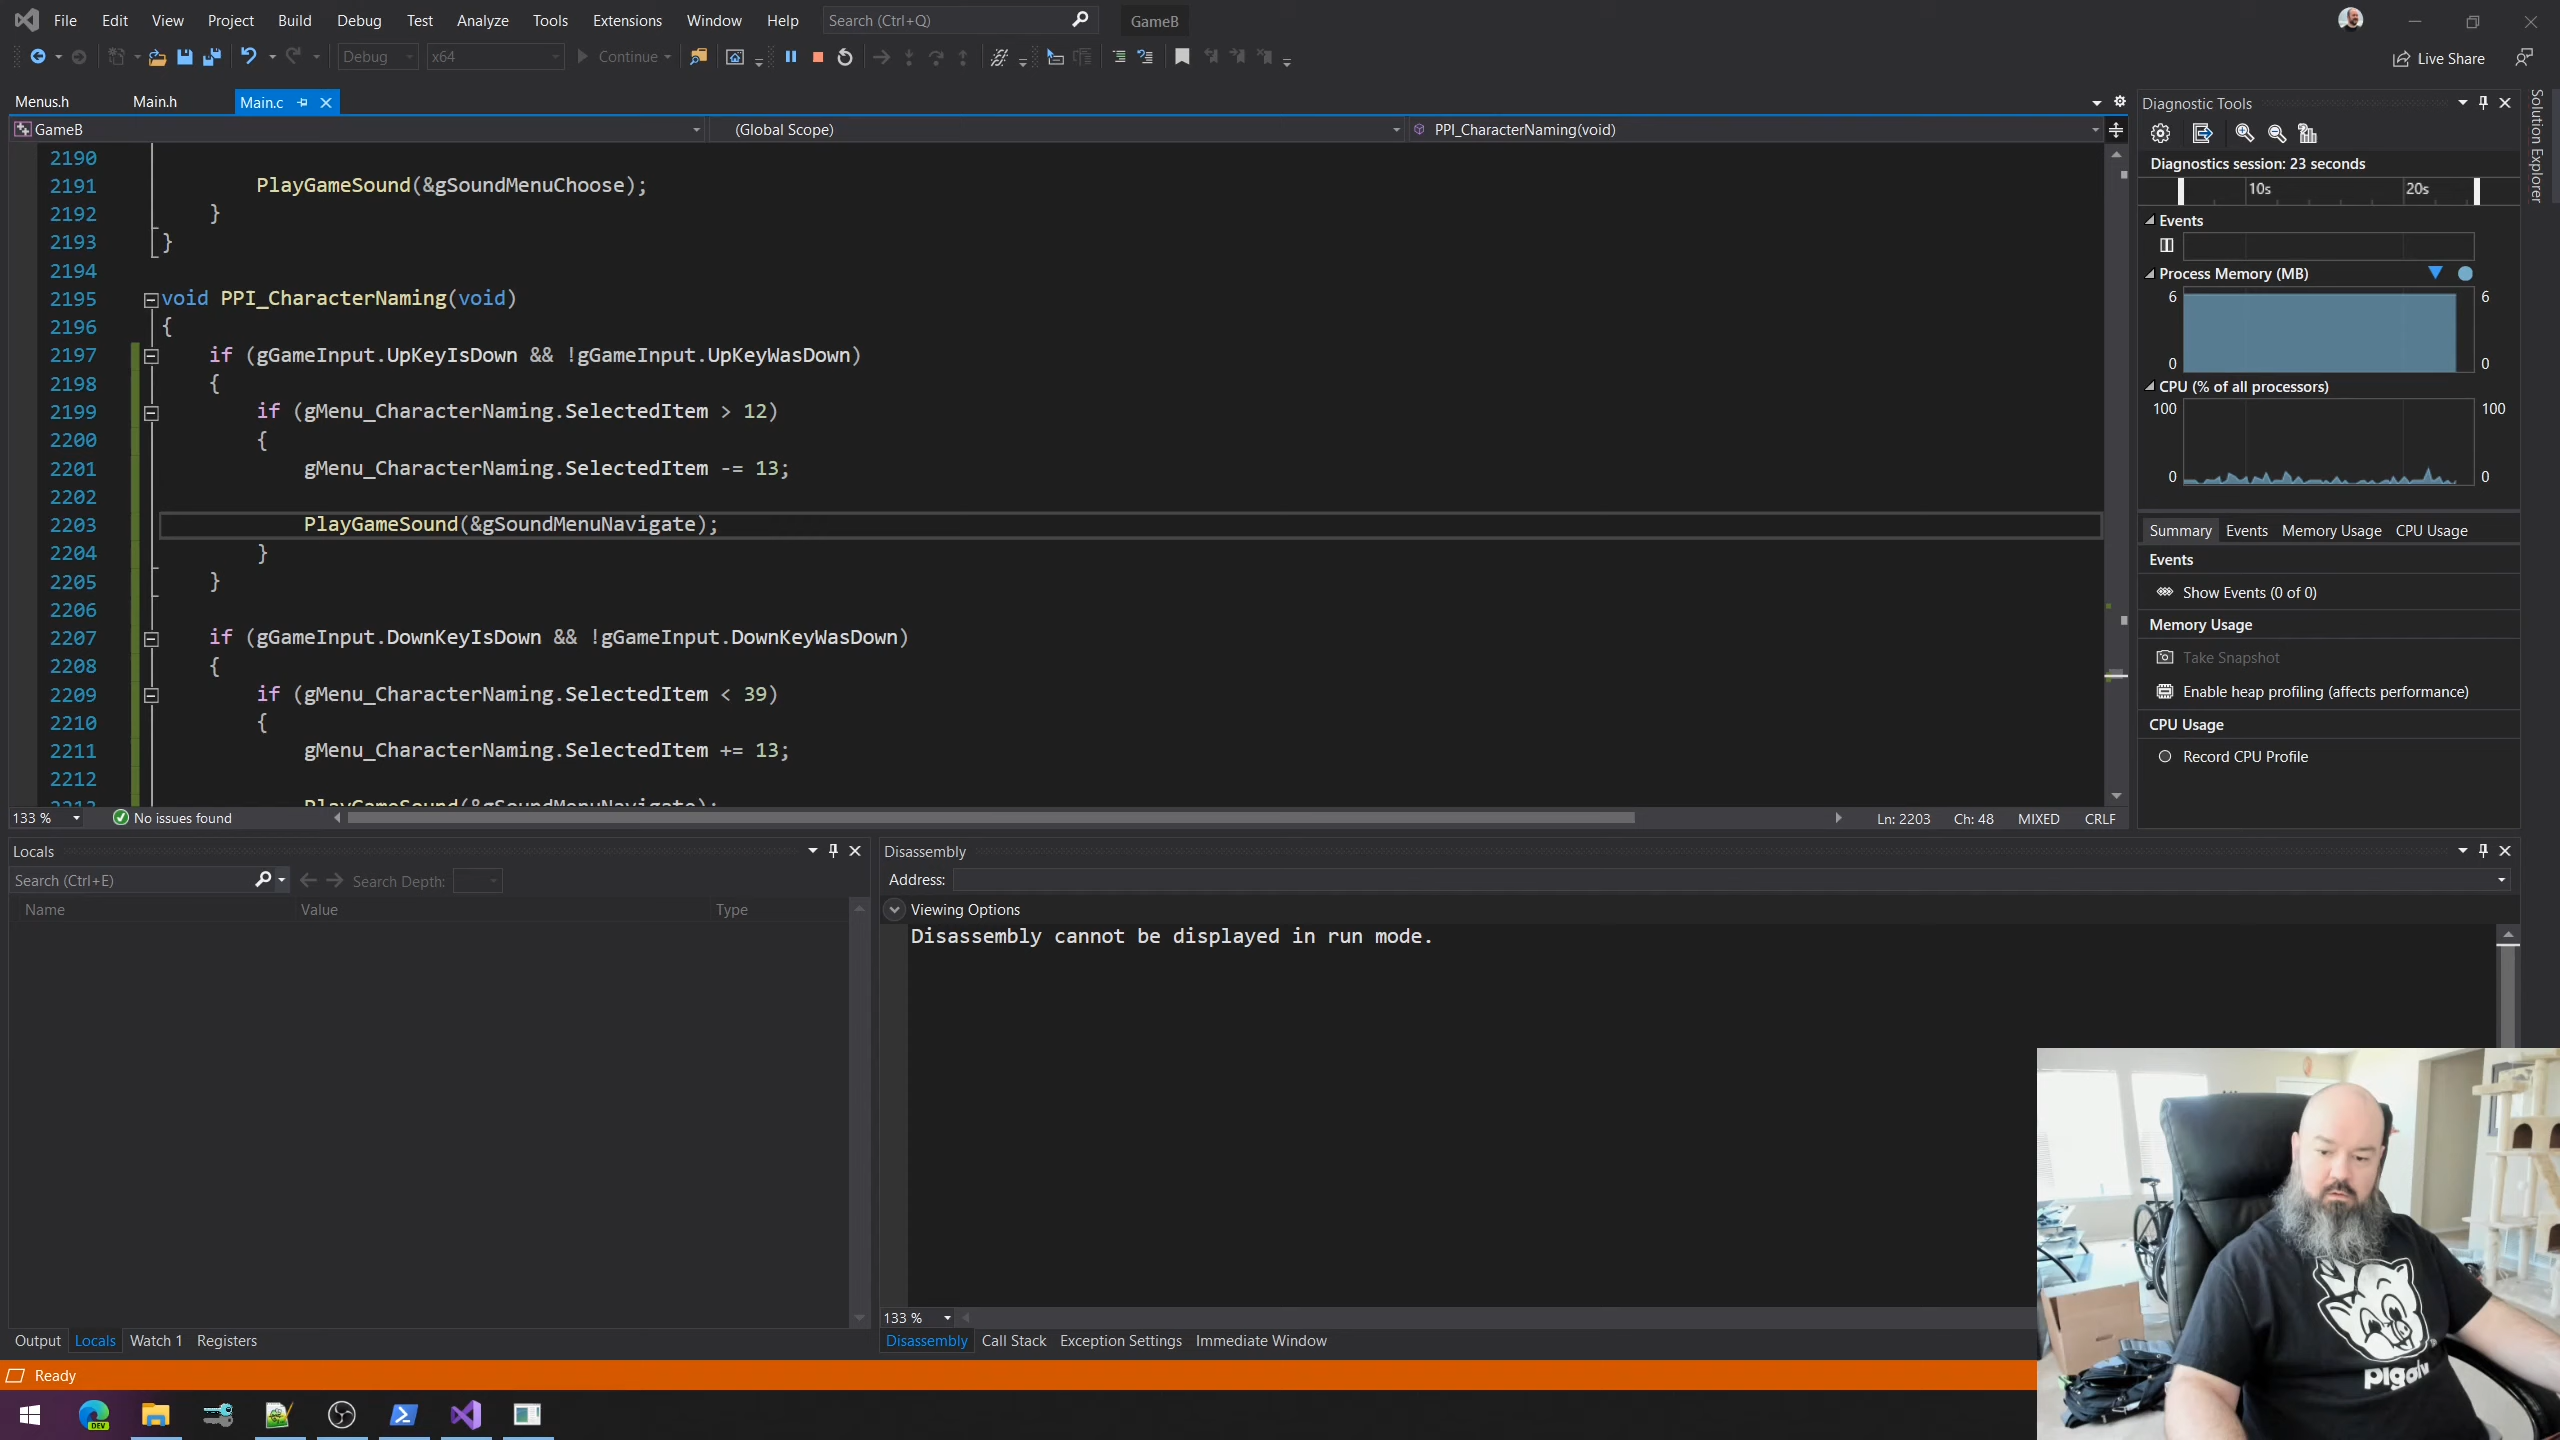 File Edit View Project Build Debug Test Analyze Tools Extensions Window Help Search (Ctrl+Q) GameB
Debug x64 Continue Live Share
Menus.h Main.h Main.c
GameB (Global Scope) PPI_CharacterNaming(void)
2190
2191 PlayGameSound(&gSoundMenuChoose);
2192 }
2193 }
2194
2195 void PPI_CharacterNaming(void)
2196 {
2197 if (gGameInput.UpKeyIsDown && !gGameInput.UpKeyWasDown)
2198 {
2199 if (gMenu_CharacterNaming.SelectedItem > 12)
2200 {
2201 gMenu_CharacterNaming.SelectedItem -= 13;
2202
2203 PlayGameSound(&gSoundMenuNavigate);
2204 }
2205 }
2206
2207 if (gGameInput.DownKeyIsDown && !gGameInput.DownKeyWasDown)
2208 {
2209 if (gMenu_CharacterNaming.SelectedItem < 39)
2210 {
2211 gMenu_CharacterNaming.SelectedItem += 13;
2212
2213 PlayGameSound(&gSoundMenuNavigate);
133 % No issues found Ln: 2203 Ch: 48 MIXED CRLF
Diagnostic Tools
Diagnostics session: 23 seconds
10s 20s
Events
Process Memory (MB)
6 6
0 0
CPU (% of all processors)
100 100
0 0
Summary Events Memory Usage CPU Usage
Events
Show Events (0 of 0)
Memory Usage
Take Snapshot
Enable heap profiling (affects performance)
CPU Usage
Record CPU Profile
Solution Explorer
Locals
Search (Ctrl+E) Search Depth:
Name Value Type
Output Locals Watch 1 Registers
Disassembly
Address:
Viewing Options
Disassembly cannot be displayed in run mode.
133 %
Disassembly Call Stack Exception Settings Immediate Window
Ready
DEV